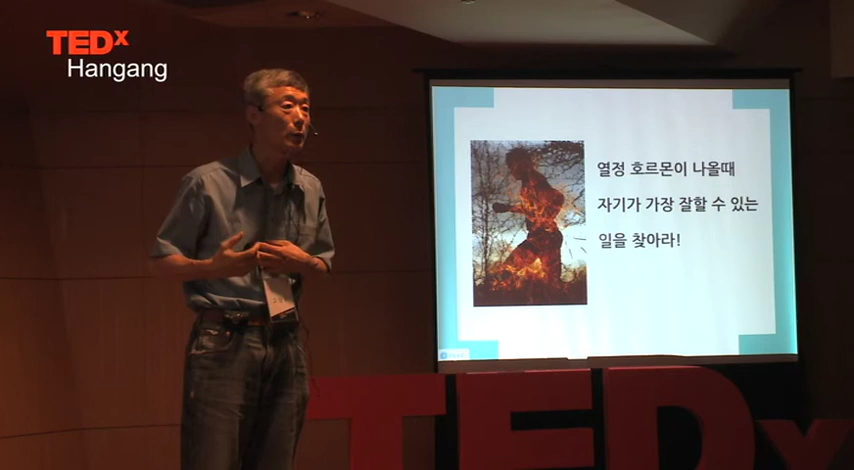 TEDx
Hangang
열정 호르몬이 나올때
자기가 가장 잘할 수 있는
일을 찾아라!
TEDx